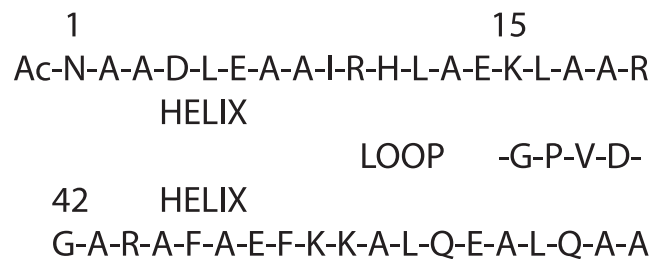 1 15
Ac-N-A-A-D-L-E-A-A-I-R-H-L-A-E-K-L-A-A-R
HELIX
LOOP -G-P-V-D-
42 HELIX
G-A-R-A-F-A-E-F-K-K-A-L-Q-E-A-L-Q-A-A